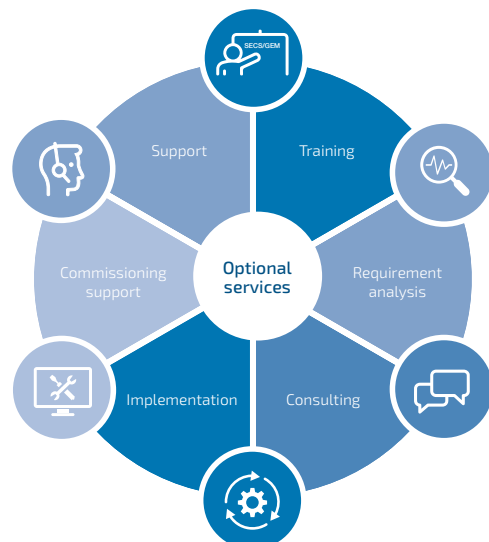 SECS/GEM
Support
Training
Optional
services
Commissioning
support
Requirement
analysis
Implementation
Consulting